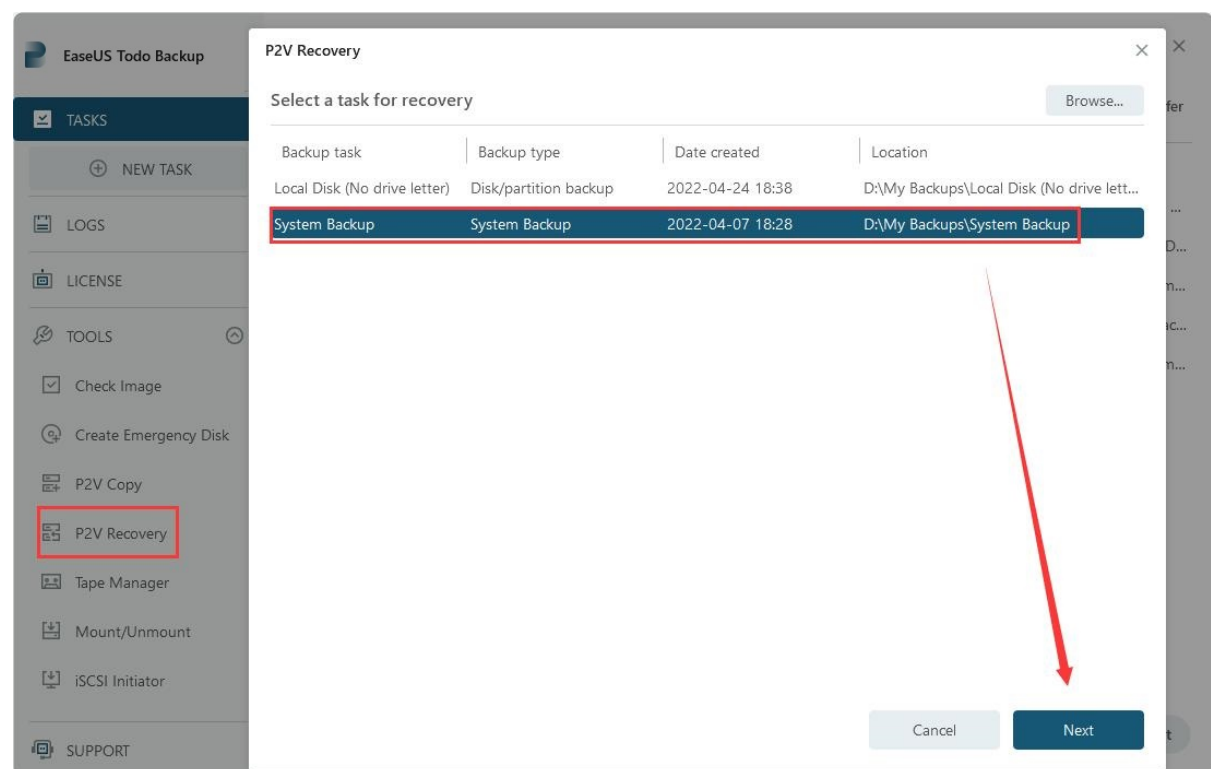 EaseUS Todo Backup
TASKS
NEW TASK
LOGS
LICENSE
TOOLS
Check Image
Create Emergency Disk
P2V Copy
P2V Recovery
Tape Manager
Mount/Unmount
iSCSI Initiator
SUPPORT
P2V Recovery
Select a task for recovery
Browse...
Backup task Backup type Date created Location
Local Disk (No drive letter) Disk/partition backup 2022-04-24 18:38 D:\My Backups\Local Disk (No drive lett...
System Backup System Backup 2022-04-07 18:28 D:\My Backups\System Backup
Cancel Next